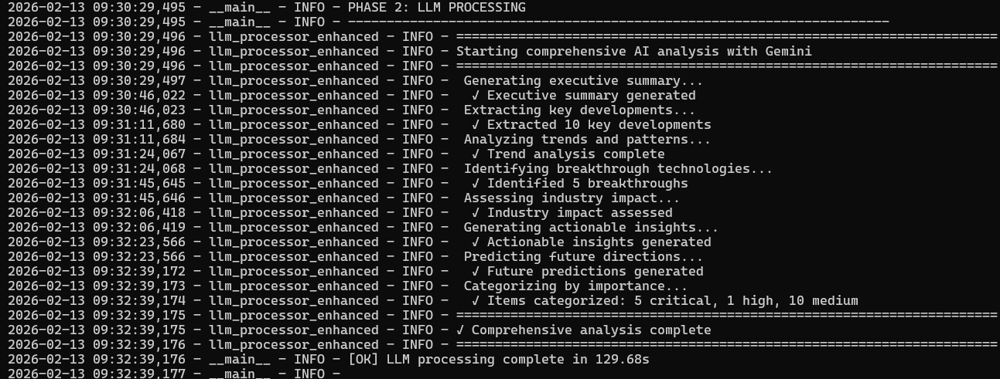 2026-02-13 09:30:29,495 - __main__ - INFO - PHASE 2: LLM PROCESSING
2026-02-13 09:30:29,495 - __main__ - INFO - ----------------------------------------------------------------------
2026-02-13 09:30:29,496 - llm_processor_enhanced - INFO - ======================================================================
2026-02-13 09:30:29,496 - llm_processor_enhanced - INFO - Starting comprehensive AI analysis with Gemini
2026-02-13 09:30:29,496 - llm_processor_enhanced - INFO - ======================================================================
2026-02-13 09:30:29,497 - llm_processor_enhanced - INFO -  Generating executive summary...
2026-02-13 09:30:46,022 - llm_processor_enhanced - INFO -   ✓ Executive summary generated
2026-02-13 09:30:46,023 - llm_processor_enhanced - INFO -  Extracting key developments...
2026-02-13 09:31:11,680 - llm_processor_enhanced - INFO -   ✓ Extracted 10 key developments
2026-02-13 09:31:11,684 - llm_processor_enhanced - INFO -  Analyzing trends and patterns...
2026-02-13 09:31:24,067 - llm_processor_enhanced - INFO -   ✓ Trend analysis complete
2026-02-13 09:31:24,068 - llm_processor_enhanced - INFO -  Identifying breakthrough technologies...
2026-02-13 09:31:45,645 - llm_processor_enhanced - INFO -   ✓ Identified 5 breakthroughs
2026-02-13 09:31:45,646 - llm_processor_enhanced - INFO -  Assessing industry impact...
2026-02-13 09:32:06,418 - llm_processor_enhanced - INFO -   ✓ Industry impact assessed
2026-02-13 09:32:06,419 - llm_processor_enhanced - INFO -  Generating actionable insights...
2026-02-13 09:32:23,566 - llm_processor_enhanced - INFO -   ✓ Actionable insights generated
2026-02-13 09:32:23,566 - llm_processor_enhanced - INFO -  Predicting future directions...
2026-02-13 09:32:39,172 - llm_processor_enhanced - INFO -   ✓ Future predictions generated
2026-02-13 09:32:39,173 - llm_processor_enhanced - INFO -  Categorizing by importance...
2026-02-13 09:32:39,174 - llm_processor_enhanced - INFO -   ✓ Items categorized: 5 critical, 1 high, 10 medium
2026-02-13 09:32:39,175 - llm_processor_enhanced - INFO - ======================================================================
2026-02-13 09:32:39,175 - llm_processor_enhanced - INFO - ✓ Comprehensive analysis complete
2026-02-13 09:32:39,176 - llm_processor_enhanced - INFO - ======================================================================
2026-02-13 09:32:39,176 - __main__ - INFO - [OK] LLM processing complete in 129.68s
2026-02-13 09:32:39,177 - __main__ - INFO -